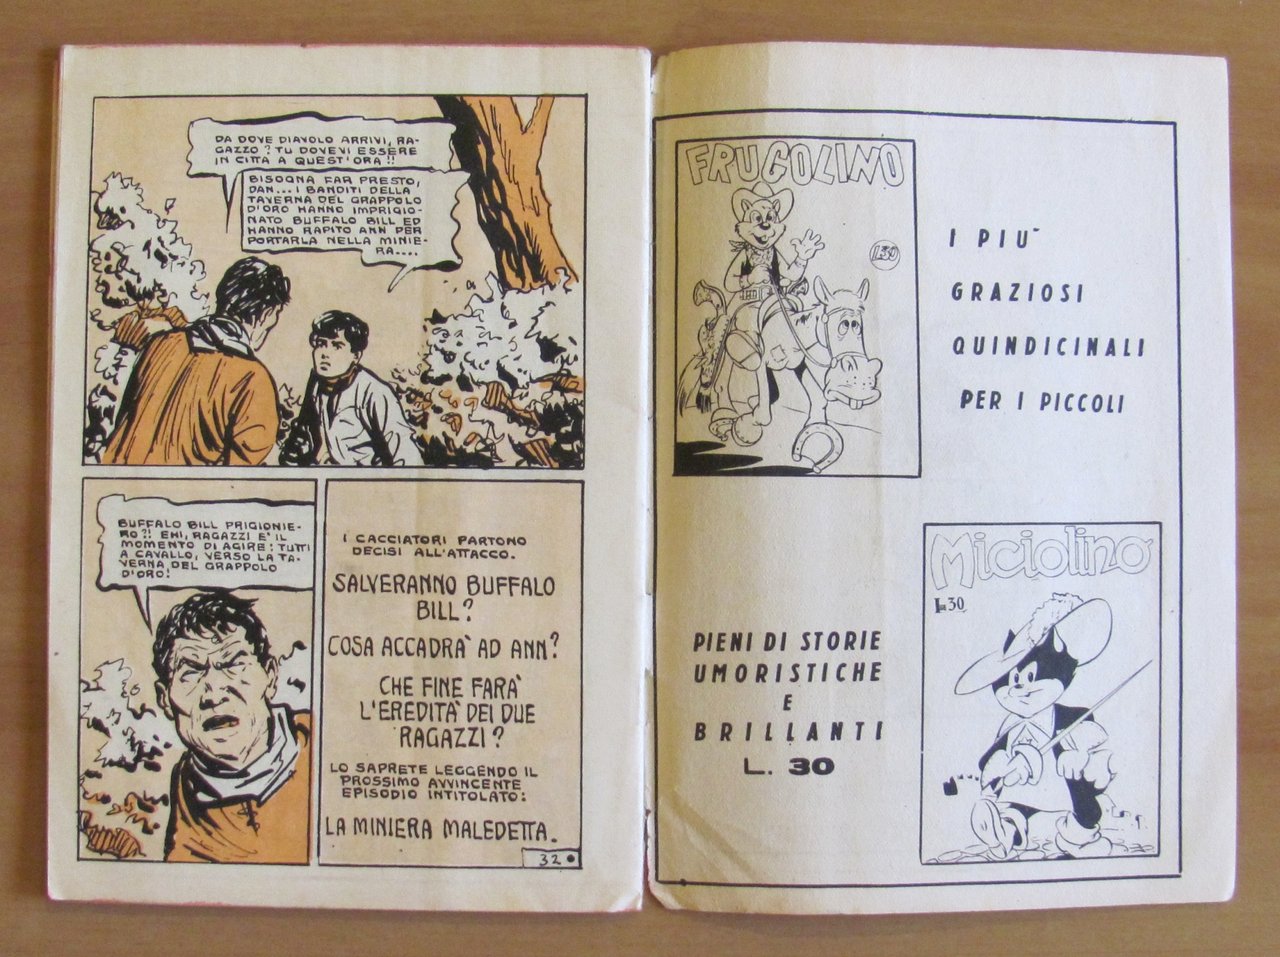 DA DOVE DIAVOLO ARRIVI, RA-
GAZZO? TU DOVEVI ESSERE
IN CITTÀ A QUEST'ORA!!
BISOGNA FAR PRESTO,
DAN... I BANDITI DELLA
TAVERNA DEL GRAPPOLO
D'ORO HANNO IMPRIGIO-
NATO BUFFALO BILL ED
HANNO RAPITO ANN PER
PORTARLA NELLA MINIE-
RA....
BUFFALO BILL PRIGIONIE-
RO?! EHI, RAGAZZI È IL
MOMENTO DI AGIRE: TUTTI
A CAVALLO, VERSO LA TA-
VERNA DEL GRAPPOLO
D'ORO!
I CACCIATORI PARTONO
DECISI ALL'ATTACCO.
SALVERANNO BUFFALO
BILL?
COSA ACCADRA' AD ANN?
CHE FINE FARA'
L'EREDITA' DEI DUE
RAGAZZI?
LO SAPRETE LEGGENDO IL
PROSSIMO AVVINCENTE
EPISODIO INTITOLATO:
LA MINIERA MALEDETTA.
32
FRUGOLINO
L.30
I PIU'
GRAZIOSI
QUINDICINALI
PER I PICCOLI
Miciolino
L. 30
PIENI DI STORIE
UMORISTICHE
E
BRILLANTI
L. 30